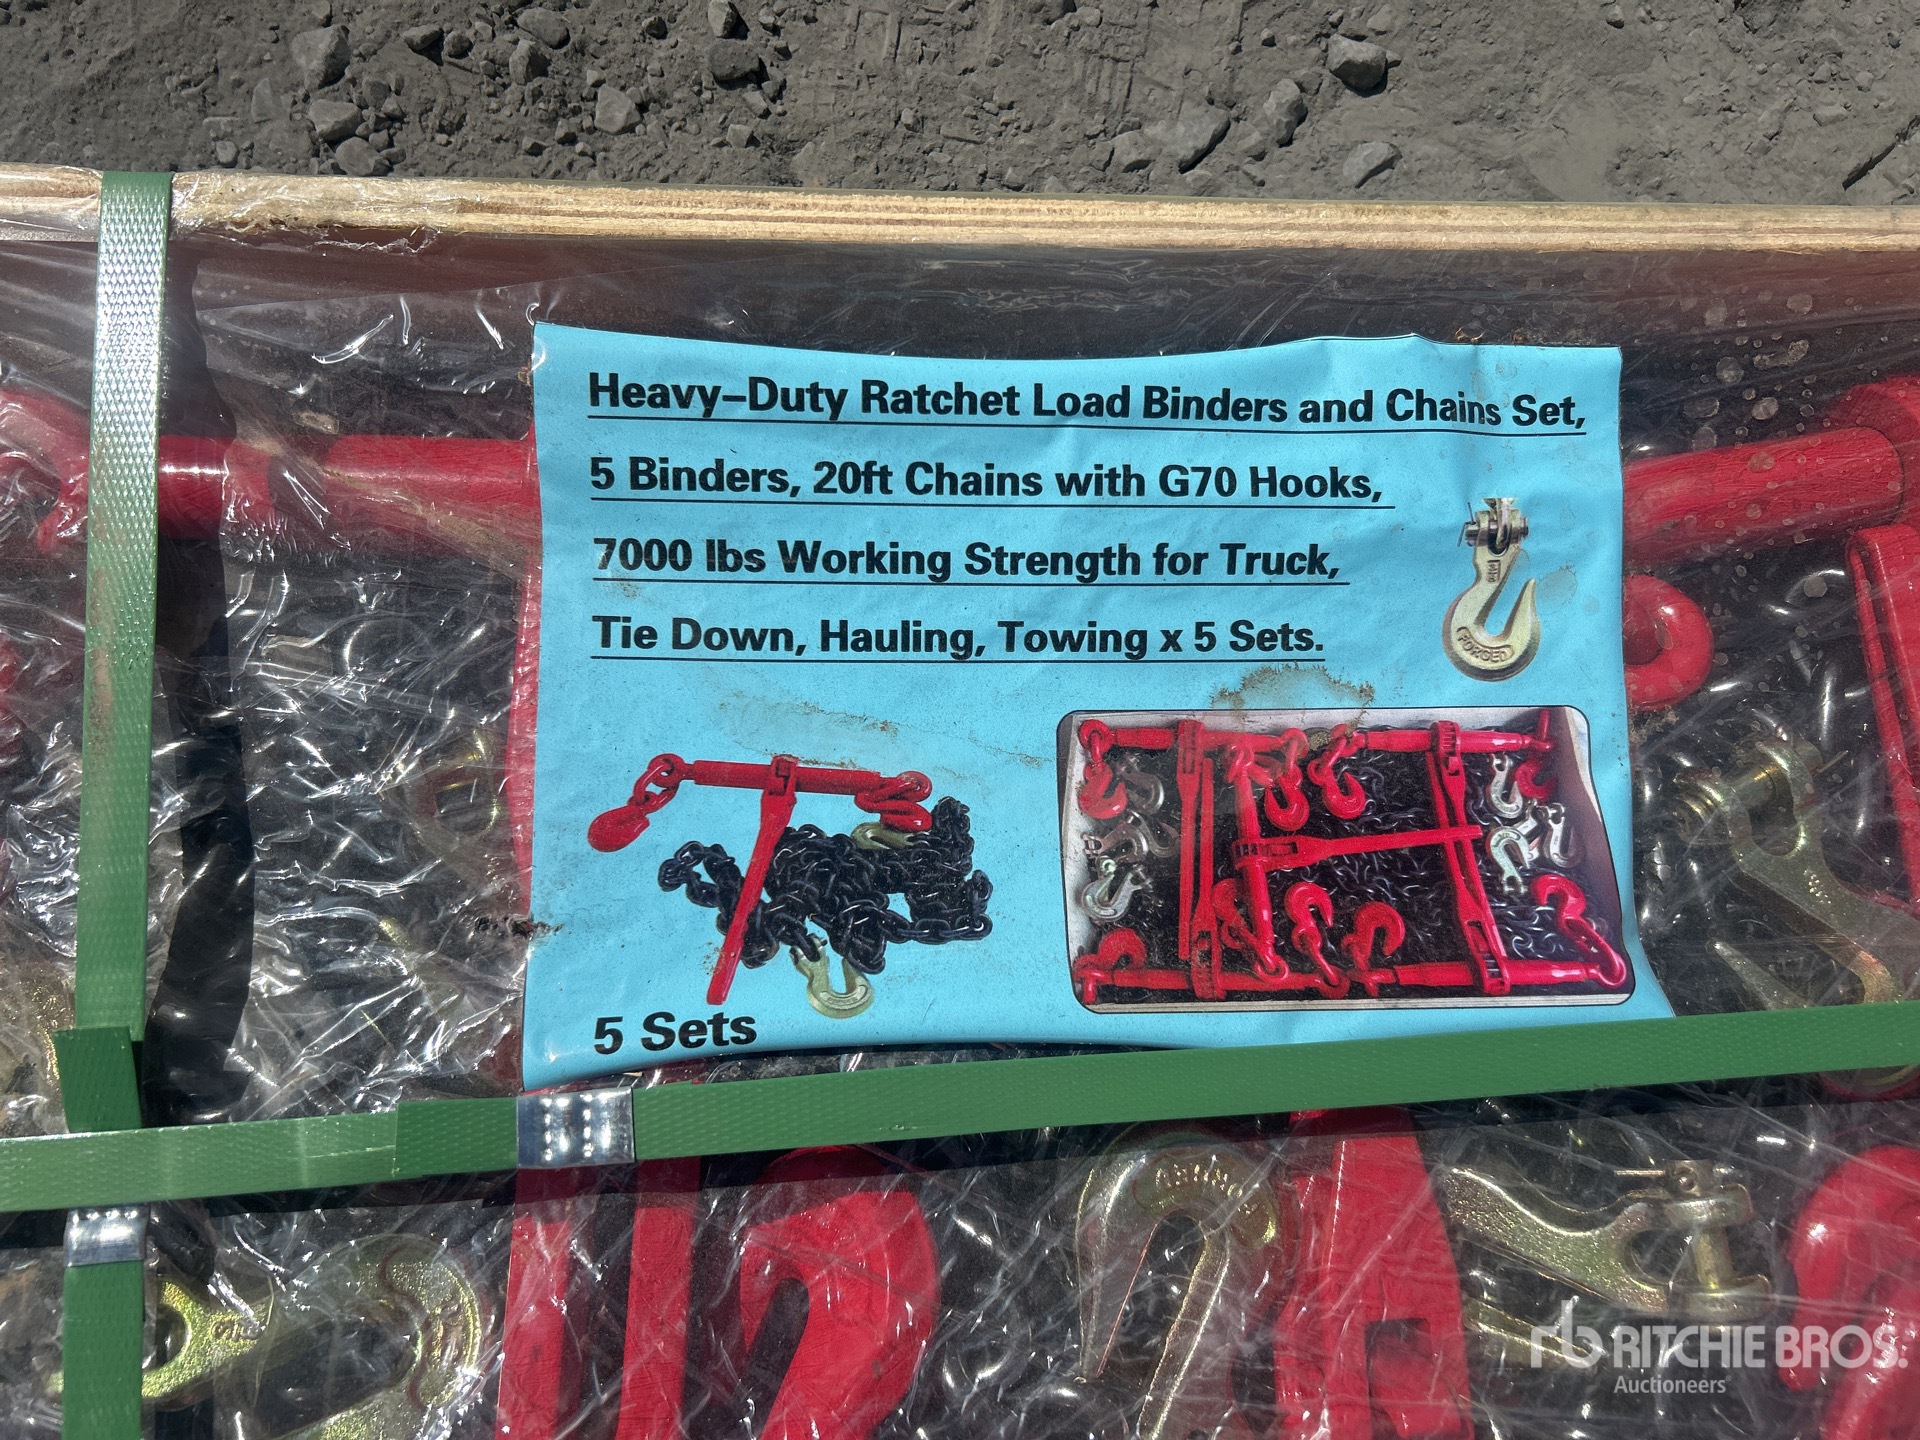 Heavy–Duty Ratchet Load Binders and Chains Set,
5 Binders, 20ft Chains with G70 Hooks,
7000 lbs Working Strength for Truck,
Tie Down, Hauling, Towing x 5 Sets.
FORGED
5 Sets
rb RITCHIE BROS.
Auctioneers